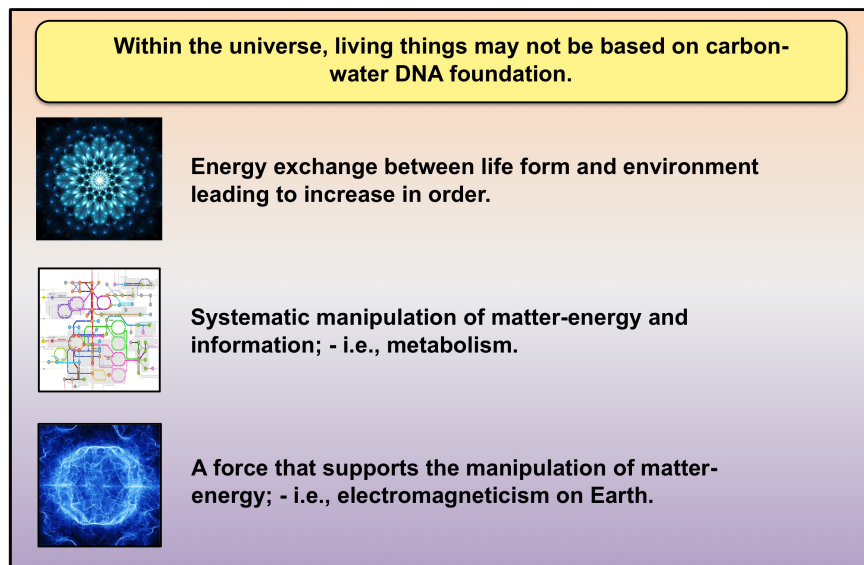 Within the universe, living things may not be based on carbon-
water DNA foundation.
Energy exchange between life form and environment
leading to increase in order.
Systematic manipulation of matter-energy and
information; - i.e., metabolism.
A force that supports the manipulation of matter-
energy; - i.e., electromagneticism on Earth.